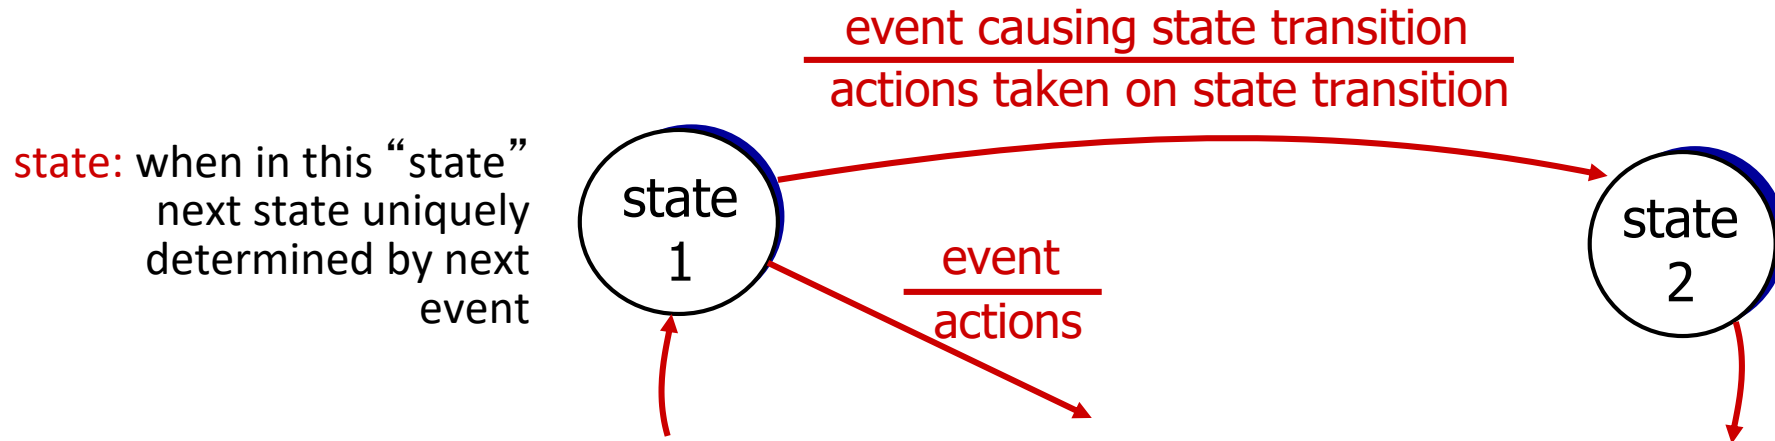 event causing state transition
actions taken on state transition
state: when in this “state”
next state uniquely
determined by next
event
state
1
event
actions
state
2